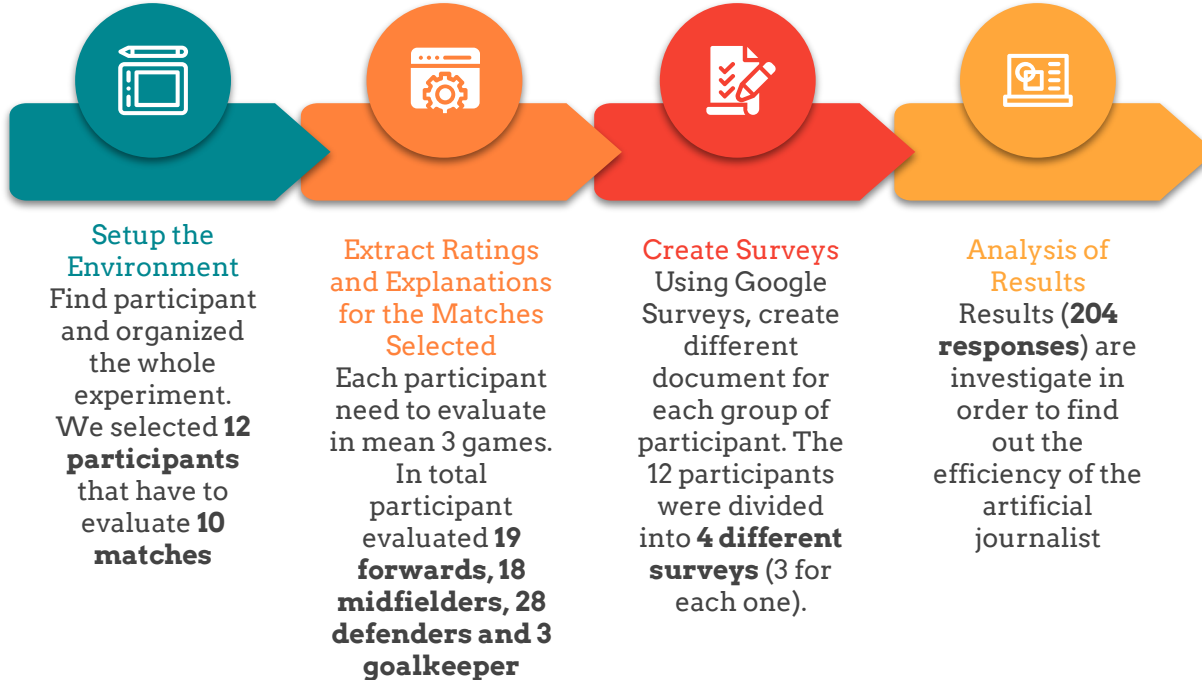 Setup the
Environment
Find participant
and organized
the whole
experiment.
We selected 12
participants
that have to
evaluate 10
matches
Extract Ratings
and Explanations
for the Matches
Selected
Each participant
need to evaluate
in mean 3 games.
In total
participant
evaluated 19
forwards, 18
midfielders, 28
defenders and 3
goalkeeper
Create Surveys
Using Google
Surveys, create
different
document for
each group of
participant. The
12 participants
were divided
into 4 different
surveys (3 for
each one).
Analysis of
Results
Results (204
responses) are
investigate in
order to find
out the
efficiency of the
artificial
journalist